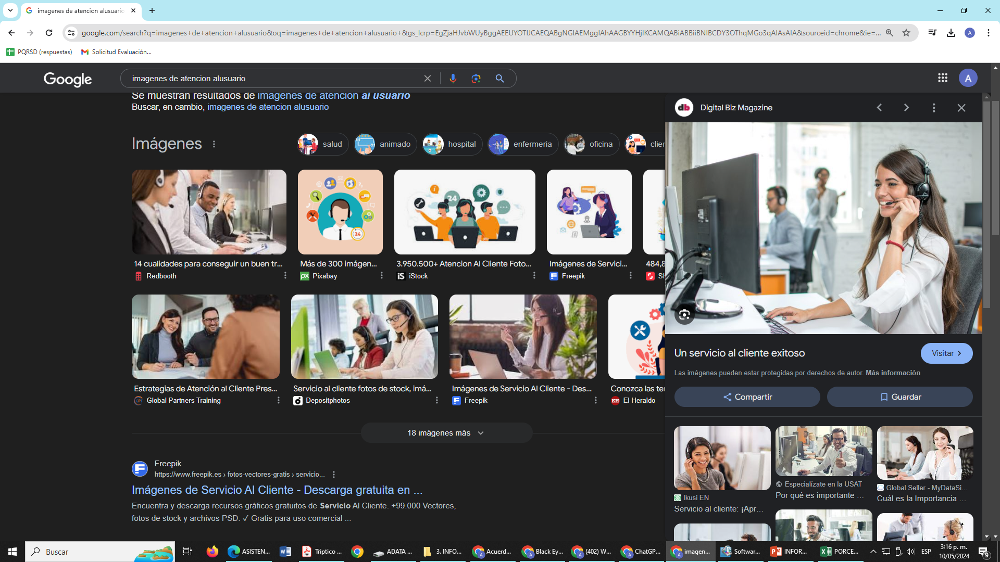 imagenes de atencion alusuario
google.com/search?q=imagenes+de+atencion+alusuario&oq=imagenes+de+atencion+alusuario+&gs_lcrp=EgZjaHJvbWUyBggAEEUYOTIJCAEQABgNGIAEMggIAhAAGBYYHjIKCAMQABiABBiiBNIBCDY3OThqMGo3qAIAsAIA&sourceid=chrome&ie=...
A
PQRSD (respuestas)
Solicitud Evaluación...
Google
imagenes de atencion alusuario
A
Se muestran resultados de imagenes de atencion al usuario
Buscar, en cambio, imagenes de atencion alusuario
Imágenes
salud
animado
hospital
enfermeria
oficina
clien
14 cualidades para conseguir un buen tr...
Redbooth
Más de 300 imágen...
Pixabay
3.950.500+ Atencion Al Cliente Foto...
iStock
Imágenes de Servici...
Freepik
484,8
Sh
Estrategias de Atención al Cliente Pres...
Global Partners Training
Servicio al cliente fotos de stock, imá...
Depositphotos
Imágenes de Servicio Al Cliente - Des...
Freepik
Conozca las ter
El Heraldo
18 imágenes más
Freepik
https://www.freepik.es › fotos-vectores-gratis › servicio...
Imágenes de Servicio Al Cliente - Descarga gratuita en ...
Encuentra y descarga recursos gráficos gratuitos de Servicio Al Cliente. +99.000 Vectores,
fotos de stock y archivos PSD. ✓ Gratis para uso comercial ...
db
Digital Biz Magazine
Un servicio al cliente exitoso
Visitar
Las imágenes pueden estar protegidas por derechos de autor. Más información
Compartir
Guardar
Ikusi EN
Servicio al cliente: ¡Apr...
Especialízate en la USAT
Por qué es importante ...
Global Seller - MyDataSi...
Cuál es la Importancia ...
Buscar
ASISTEN...
Triptico ...
ADATA ...
3. INFO...
Acuerd...
Black Ey...
(402) W...
ChatGP...
imagen...
Softwar...
INFOR...
PORCE...
ESP
3:16 p. m.
10/05/2024
9